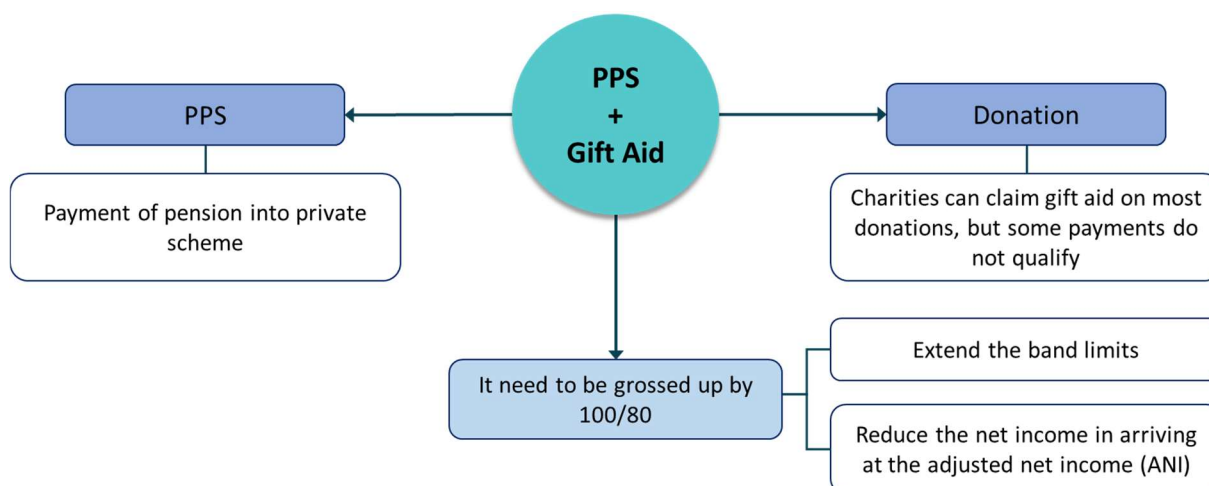 PPS
+
Gift Aid
PPS
Payment of pension into private
scheme
Donation
Charities can claim gift aid on most
donations, but some payments do
not qualify
It need to be grossed up by
100/80
Extend the band limits
Reduce the net income in arriving
at the adjusted net income (ANI)